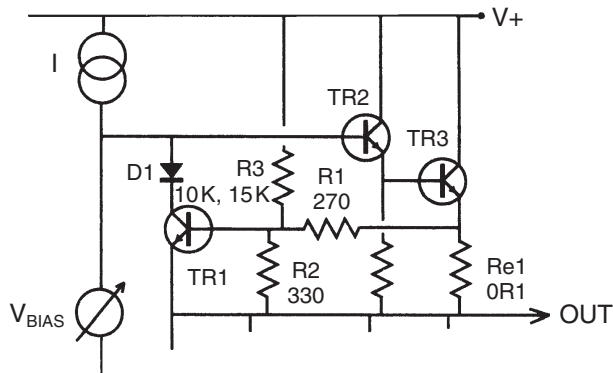 V+
I
TR2
TR3
D1
R3
10K, 15K
R1
270
TR1
R2
330
Re1
0R1
V_BIAS
OUT